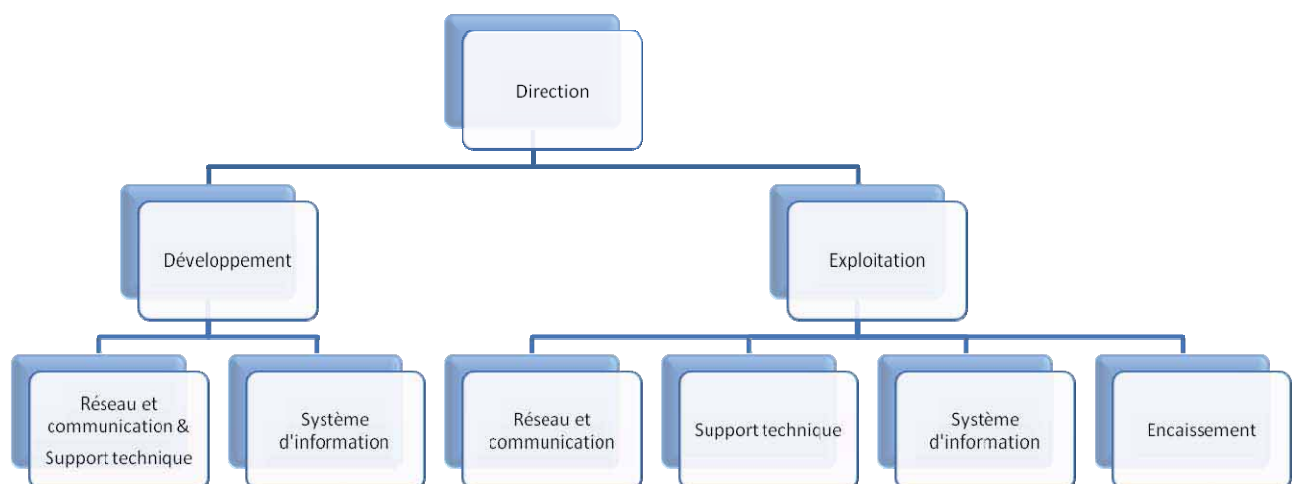 Direction
Développement
Exploitation
Réseau et
communication &
Support technique
Système
d'information
Réseau et
communication
Support technique
Système
d'information
Encaissement